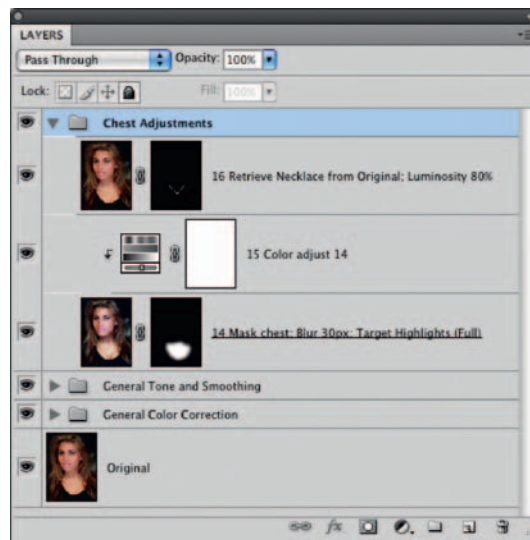 LAYERS
Pass Through Opacity: 100%
Lock: Fill: 100%
Chest Adjustments
16 Retrieve Necklace from Original; Luminosity 80%
15 Color adjust 14
14 Mask chest; Blur 30px; Target Highlights (Full)
General Tone and Smoothing
General Color Correction
Original
fx